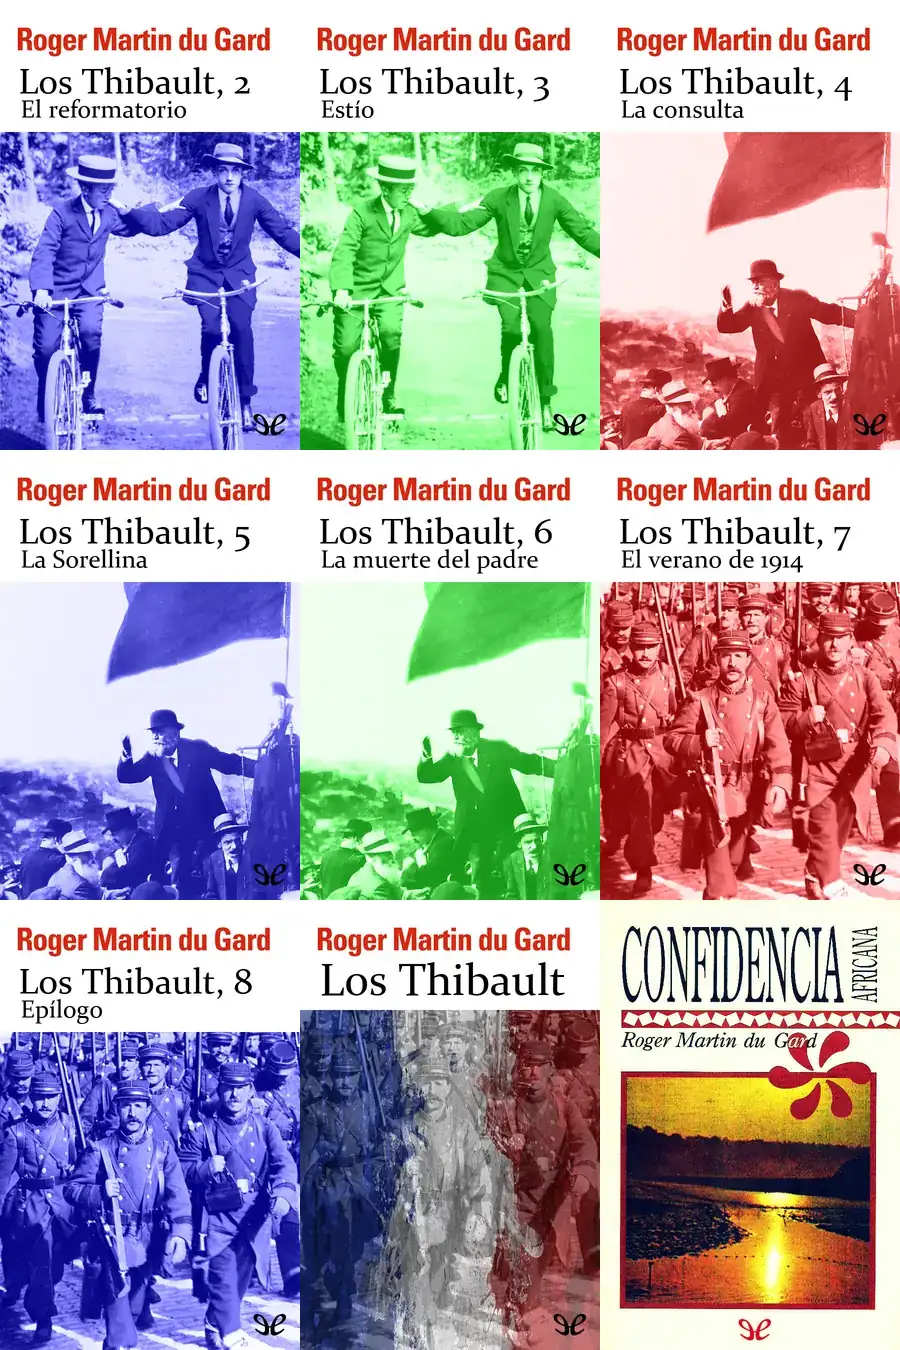 Roger Martin du Gard
Los Thibault, 2
El reformatorio
Roger Martin du Gard
Los Thibault, 3
Estío
Roger Martin du Gard
Los Thibault, 4
La consulta
Roger Martin du Gard
Los Thibault, 5
La Sorellina
Roger Martin du Gard
Los Thibault, 6
La muerte del padre
Roger Martin du Gard
Los Thibault, 7
El verano de 1914
Roger Martin du Gard
Los Thibault, 8
Epílogo
Roger Martin du Gard
Los Thibault
CONFIDENCIA
AFRICANA
Roger Martin du Gard